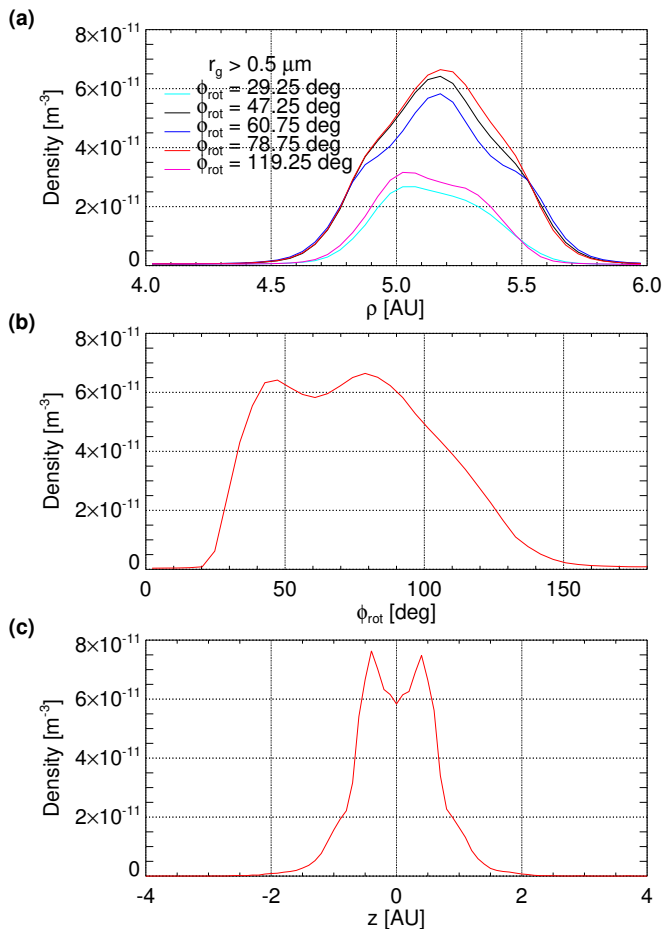 (a)
8×10⁻¹¹
6×10⁻¹¹
4×10⁻¹¹
2×10⁻¹¹
0
Density [m⁻³]
r_g > 0.5 μm
ϕ_rot = 29.25 deg
ϕ_rot = 47.25 deg
ϕ_rot = 60.75 deg
ϕ_rot = 78.75 deg
ϕ_rot = 119.25 deg
4.0 4.5 5.0 5.5 6.0
ρ [AU]
(b)
8×10⁻¹¹
6×10⁻¹¹
4×10⁻¹¹
2×10⁻¹¹
0
Density [m⁻³]
0 50 100 150
ϕ_rot [deg]
(c)
8×10⁻¹¹
6×10⁻¹¹
4×10⁻¹¹
2×10⁻¹¹
0
Density [m⁻³]
-4 -2 0 2 4
z [AU]